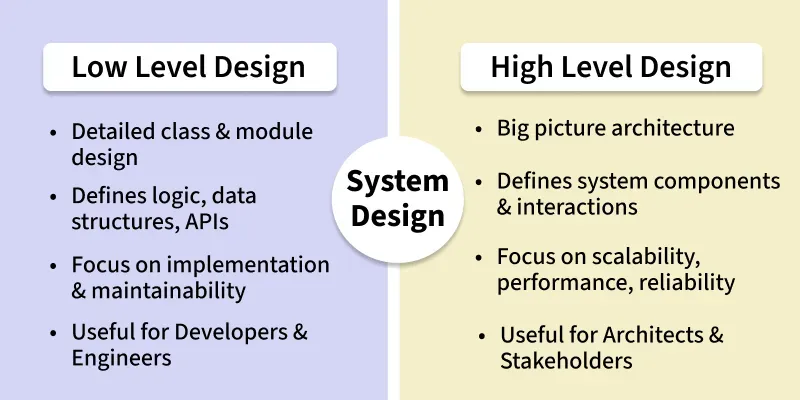 Low Level Design
• Detailed class & module
design
• Defines logic, data
structures, APIs
• Focus on implementation
& maintainability
• Useful for Developers &
Engineers
System
Design
High Level Design
• Big picture architecture
• Defines system components
& interactions
• Focus on scalability,
performance, reliability
• Useful for Architects &
Stakeholders